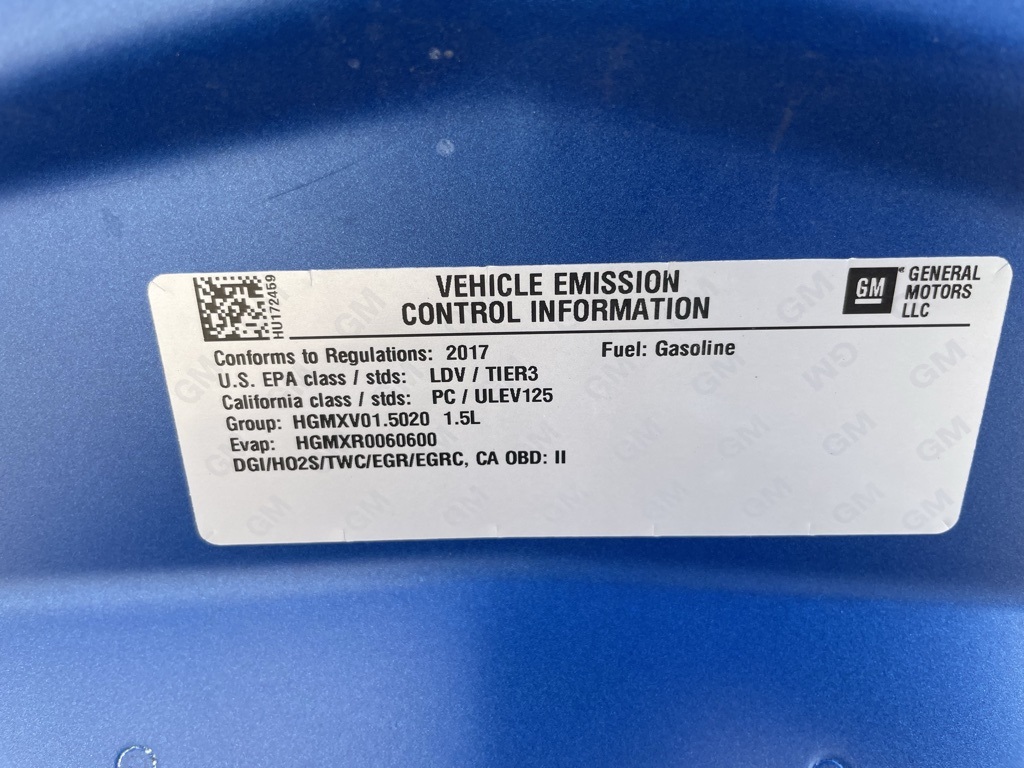 HU172459
VEHICLE EMISSION
CONTROL INFORMATION
GM
GENERAL
MOTORS
LLC
Conforms to Regulations: 2017
Fuel: Gasoline
U.S. EPA class / stds: LDV / TIER3
California class / stds: PC / ULEV125
Group: HGMXV01.5020 1.5L
Evap: HGMXR0060600
DGI/HO2S/TWC/EGR/EGRC, CA OBD: II